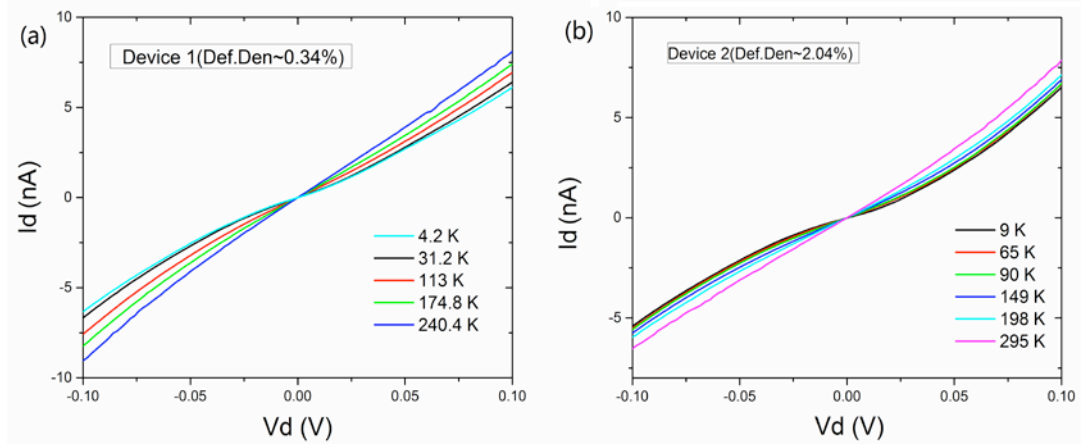 (a)
Device 1(Def.Den~0.34%)
10
5
0
-5
-10
Id (nA)
4.2 K
31.2 K
113 K
174.8 K
240.4 K
-0.10
-0.05
0.00
0.05
0.10
Vd (V)
(b)
Device 2(Def.Den~2.04%)
10
5
0
-5
Id (nA)
9 K
65 K
90 K
149 K
198 K
295 K
-0.10
-0.05
0.00
0.05
0.10
Vd (V)